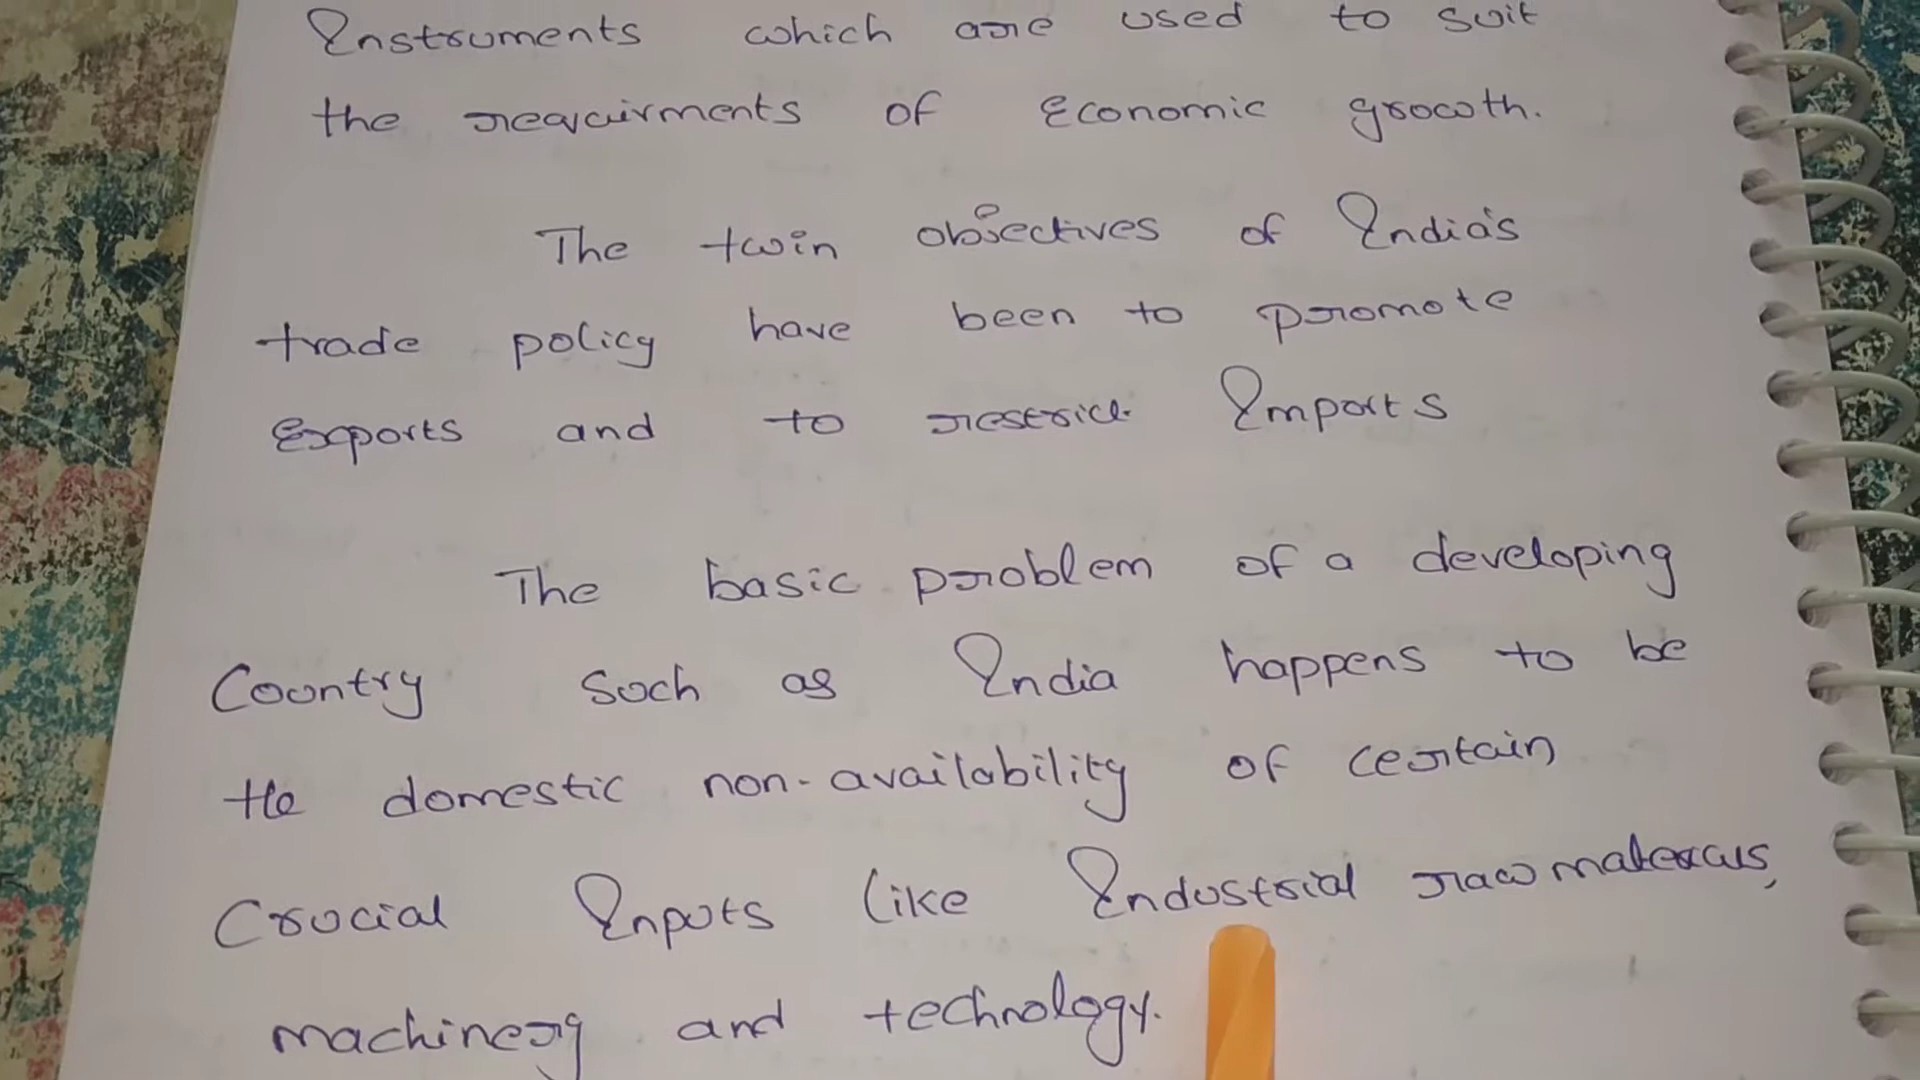 Instruments which are used to suit
the requirments of Economic growth.
The twin objectives of India's
trade policy have been to promote
Exports and to restrict Imports
The basic problem of a developing
Country such as India happens to be
the domestic non-availability of certain
Crucial Inputs like Industrial raw materials,
machinery and technology.